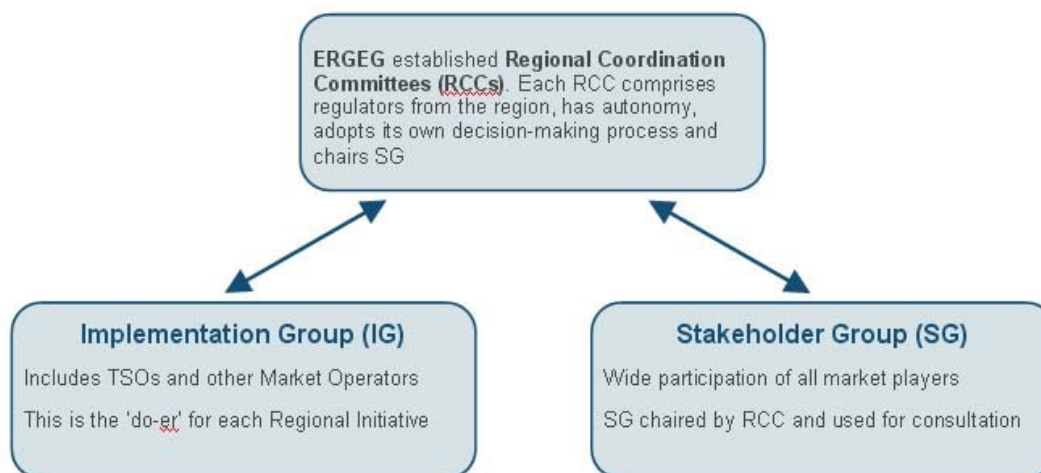 ERGEG established Regional Coordination
Committees (RCCs). Each RCC comprises
regulators from the region, has autonomy,
adopts its own decision-making process and
chairs SG
Implementation Group (IG)
Includes TSOs and other Market Operators
This is the 'do-er' for each Regional Initiative
Stakeholder Group (SG)
Wide participation of all market players
SG chaired by RCC and used for consultation